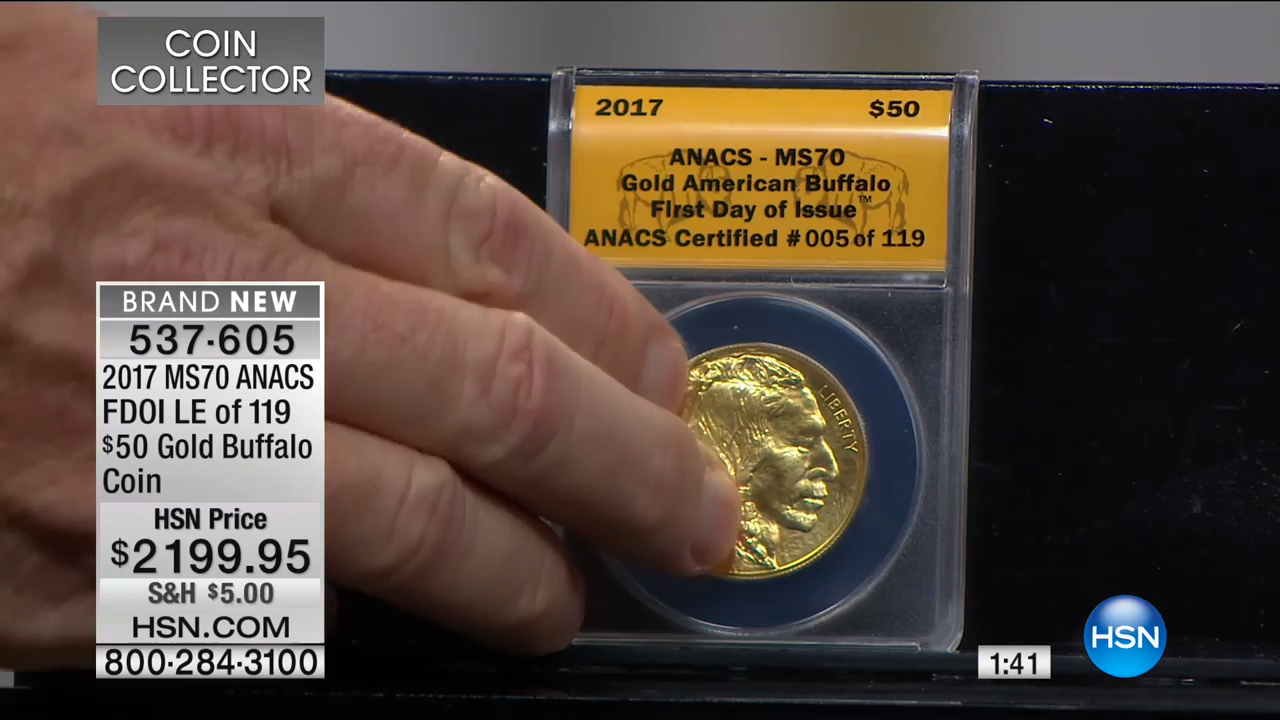 COIN
COLLECTOR
BRAND NEW
537·605
2017 MS70 ANACS
FDOI LE of 119
$50 Gold Buffalo
Coin
HSN Price
$2199.95
S&H $5.00
HSN.COM
800·284·3100
2017 $50
ANACS - MS70
Gold American Buffalo
First Day of Issue™
ANACS Certified #005 of 119
LIBERTY
1:41
HSN